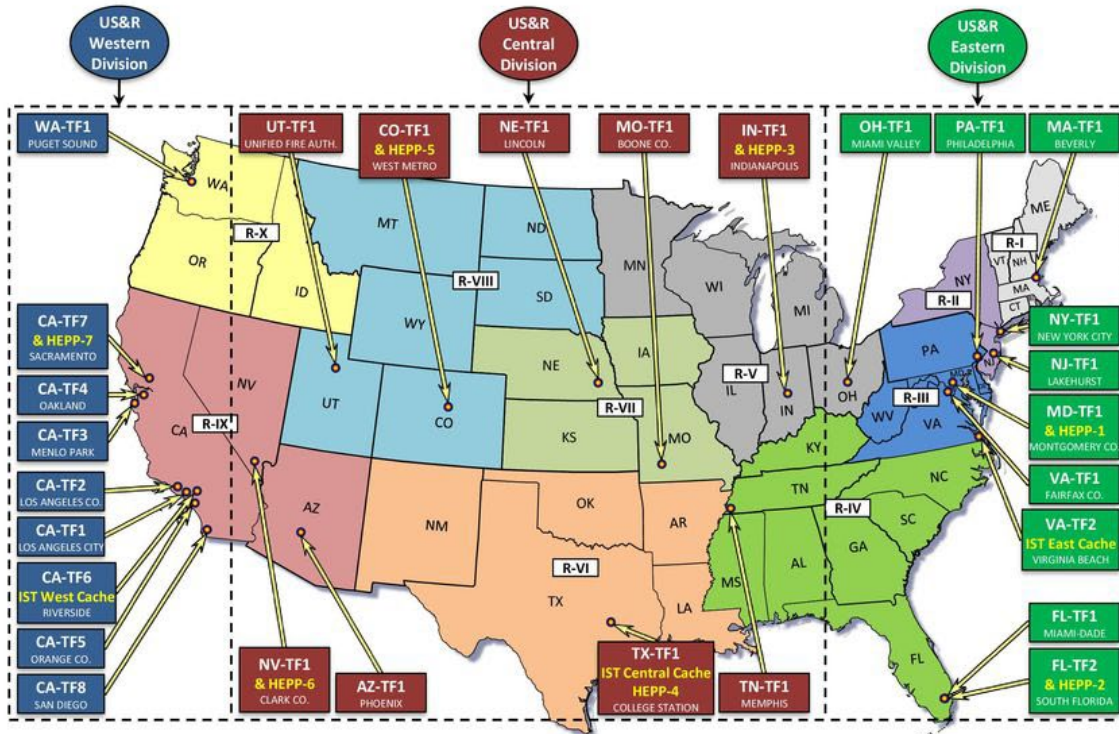 US&R
Western
Division
US&R
Central
Division
US&R
Eastern
Division
WA-TF1
PUGET SOUND
UT-TF1
UNIFIED FIRE AUTH.
CO-TF1
& HEPP-5
WEST METRO
NE-TF1
LINCOLN
MO-TF1
BOONE CO.
IN-TF1
& HEPP-3
INDIANAPOLIS
OH-TF1
MIAMI VALLEY
PA-TF1
PHILADELPHIA
MA-TF1
BEVERLY
CA-TF7
& HEPP-7
SACRAMENTO
CA-TF4
OAKLAND
CA-TF3
MENLO PARK
CA-TF2
LOS ANGELES CO.
CA-TF1
LOS ANGELES CITY
CA-TF6
IST West Cache
RIVERSIDE
CA-TF5
ORANGE CO.
CA-TF8
SAN DIEGO
WA
R-X
OR
ID
MT
ND
R-VIII
SD
WY
UT
CO
NV
CA
R-IX
AZ
NE
IA
R-VII
KS
MO
MN
WI
MI
R-V
IL
IN
OH
NM
OK
AR
R-VI
TX
LA
KY
TN
NC
R-IV
SC
MS
AL
GA
FL
ME
R-I
VT
NH
MA
CT
NY
R-II
NJ
PA
MD
R-III
WV
VA
NY-TF1
NEW YORK CITY
NJ-TF1
LAKEHURST
MD-TF1
& HEPP-1
MONTGOMERY CO.
VA-TF1
FAIRFAX CO.
VA-TF2
IST East Cache
VIRGINIA BEACH
FL-TF1
MIAMI-DADE
FL-TF2
& HEPP-2
SOUTH FLORIDA
NV-TF1
& HEPP-6
CLARK CO.
AZ-TF1
PHOENIX
TX-TF1
IST Central Cache
HEPP-4
COLLEGE STATION
TN-TF1
MEMPHIS